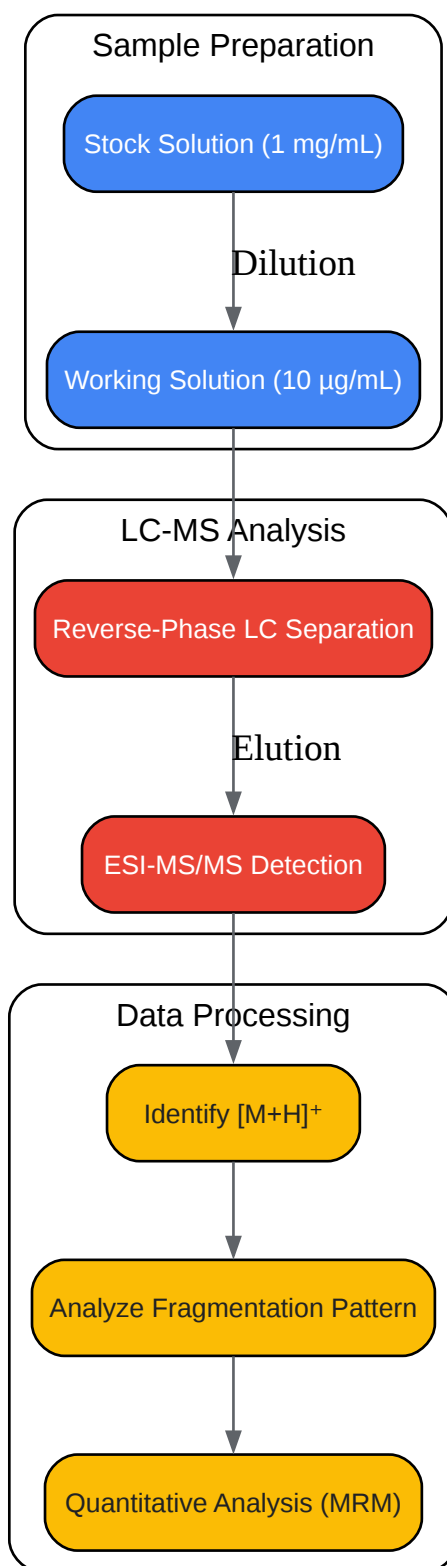 Sample Preparation
Stock Solution (1 mg/mL)
Dilution
Working Solution (10 µg/mL)
LC-MS Analysis
Reverse-Phase LC Separation
Elution
ESI-MS/MS Detection
Data Processing
Identify [M+H]⁺
Analyze Fragmentation Pattern
Quantitative Analysis (MRM)